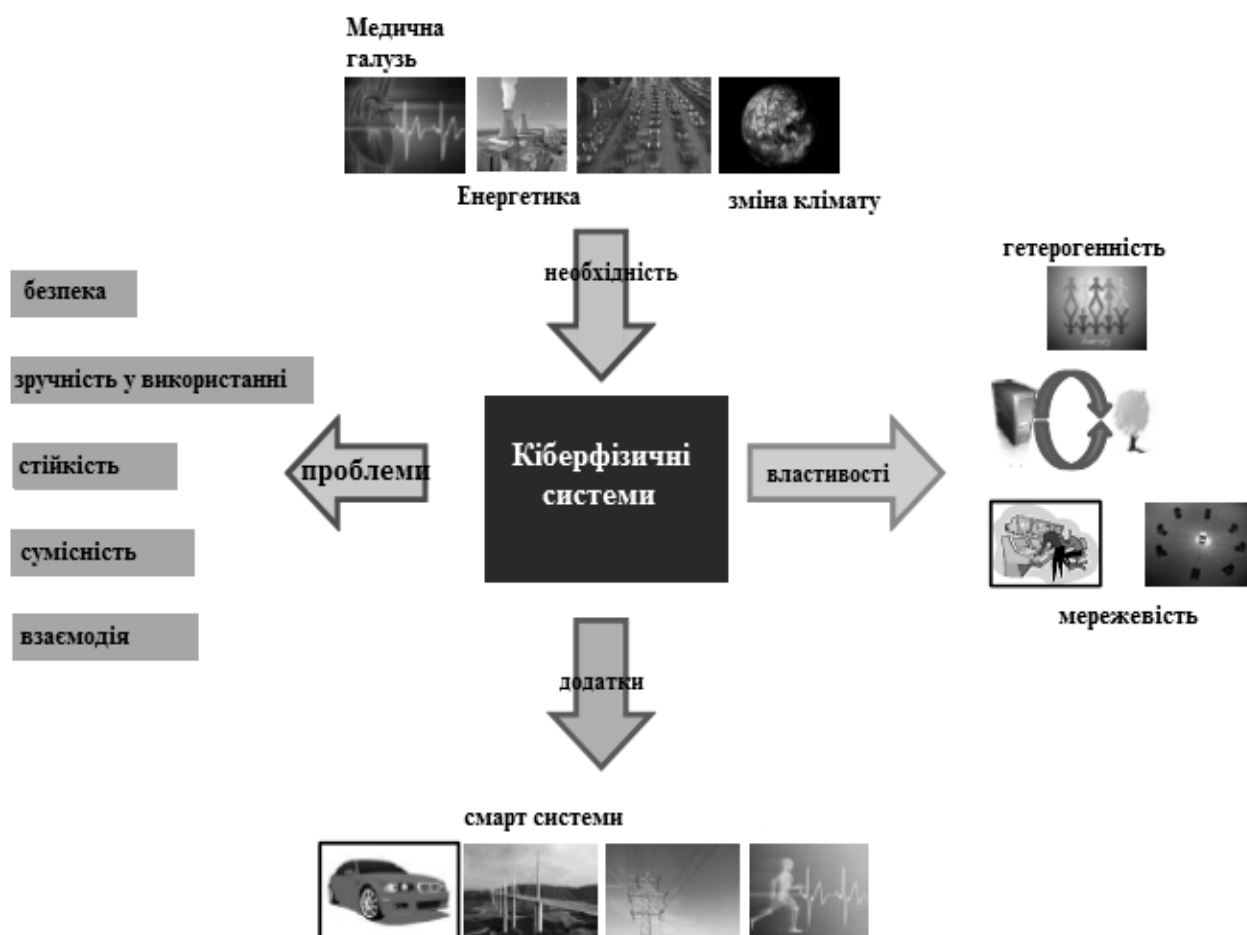 Медична
галузь
Енергетика
зміна клімату
необхідність
гетерогенність
безпека
зручність у використанні
стійкість
сумісність
взаємодія
проблеми
Кіберфізичні
системи
властивості
мережевість
додатки
смарт системи